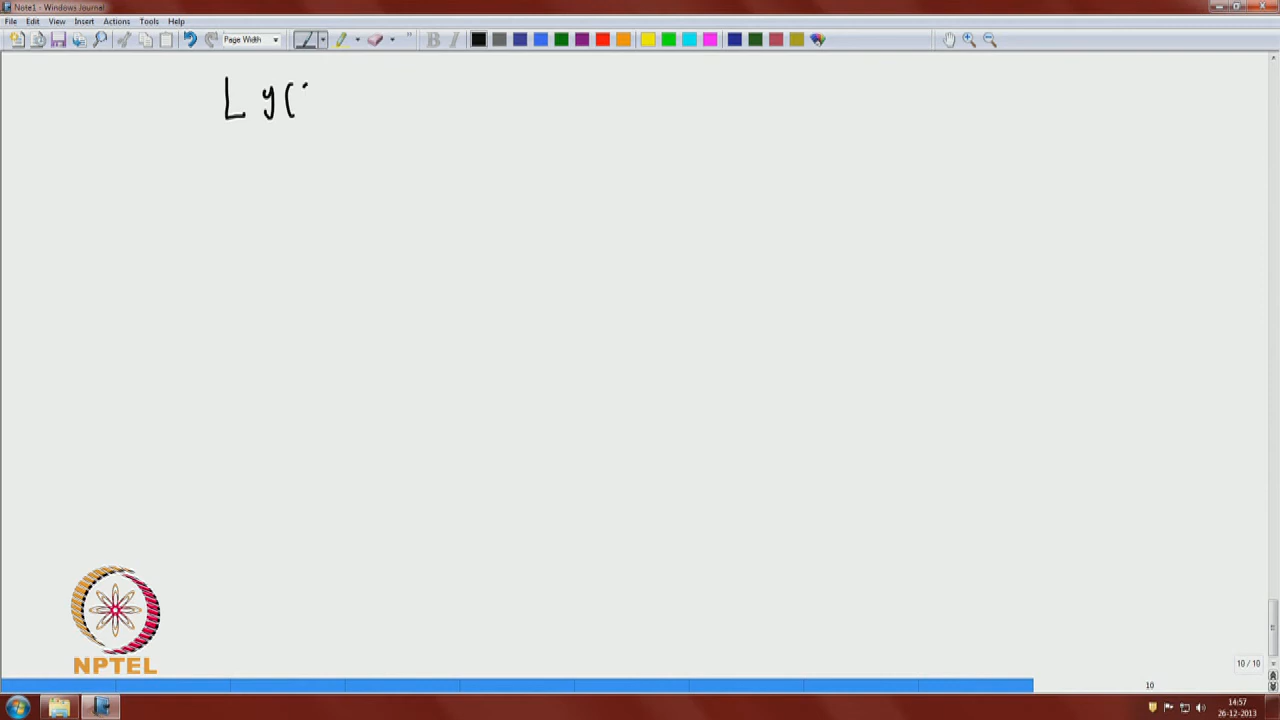 Note1 - Windows Journal
File Edit View Insert Actions Tools Help
Page Width B I
L y(
NPTEL
10 / 10
10
14:57
26-12-2013